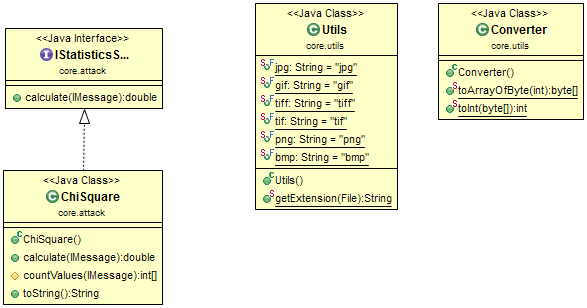 <<Java Interface>>
IStatisticsS...
core.attack
calculate(IMessage):double
<<Java Class>>
ChiSquare
core.attack
ChiSquare()
calculate(IMessage):double
countValues(IMessage):int[]
toString():String
<<Java Class>>
Utils
core.utils
jpg: String = "jpg"
gif: String = "gif"
tiff: String = "tiff"
tif: String = "tif"
png: String = "png"
bmp: String = "bmp"
Utils()
getExtension(File):String
<<Java Class>>
Converter
core.utils
Converter()
toArrayOfByte(int):byte[]
toInt(byte[]):int